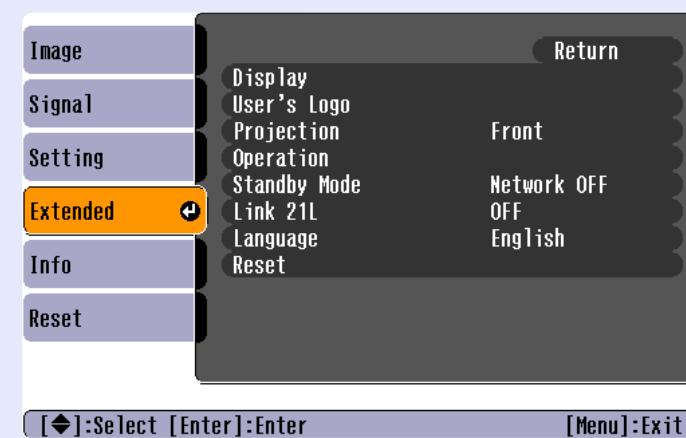 Image
Signal
Setting
Extended
Info
Reset
Return
Display
User's Logo
Projection Front
Operation
Standby Mode Network OFF
Link 21L OFF
Language English
Reset
[◆]:Select [Enter]:Enter [Menu]:Exit